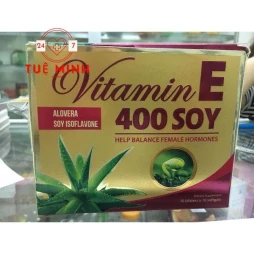 24 7
TUỆ MINH
Vitamin E
400 SOY
ALOVERA
SOY ISOFLAVONE
HELP BALANCE FEMALE HORMONES